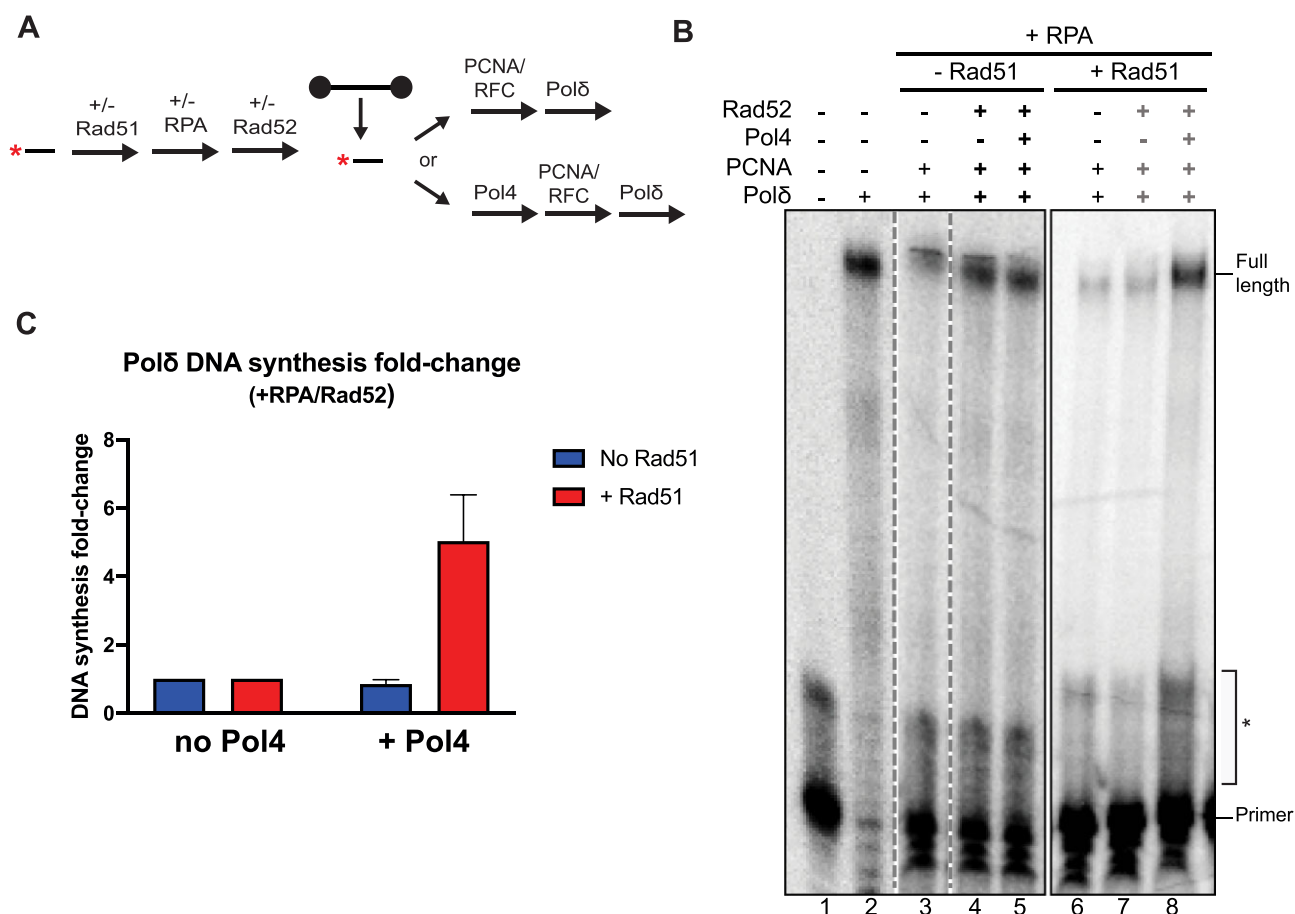 A
+/-
Rad51
+/-
RPA
+/-
Rad52
*
*
or
PCNA/
RFC
Polδ
Pol4
PCNA/
RFC
Polδ
B
+ RPA
- Rad51
+ Rad51
Rad52 - - - + + - + +
Pol4 - - - - + - - +
PCNA - - + + + + + +
Polδ - + + + + + + +
Full
length
*
Primer
1 2 3 4 5 6 7 8
C
Polδ DNA synthesis fold-change
(+RPA/Rad52)
DNA synthesis fold-change
8
6
4
2
0
no Pol4
+ Pol4
No Rad51
+ Rad51